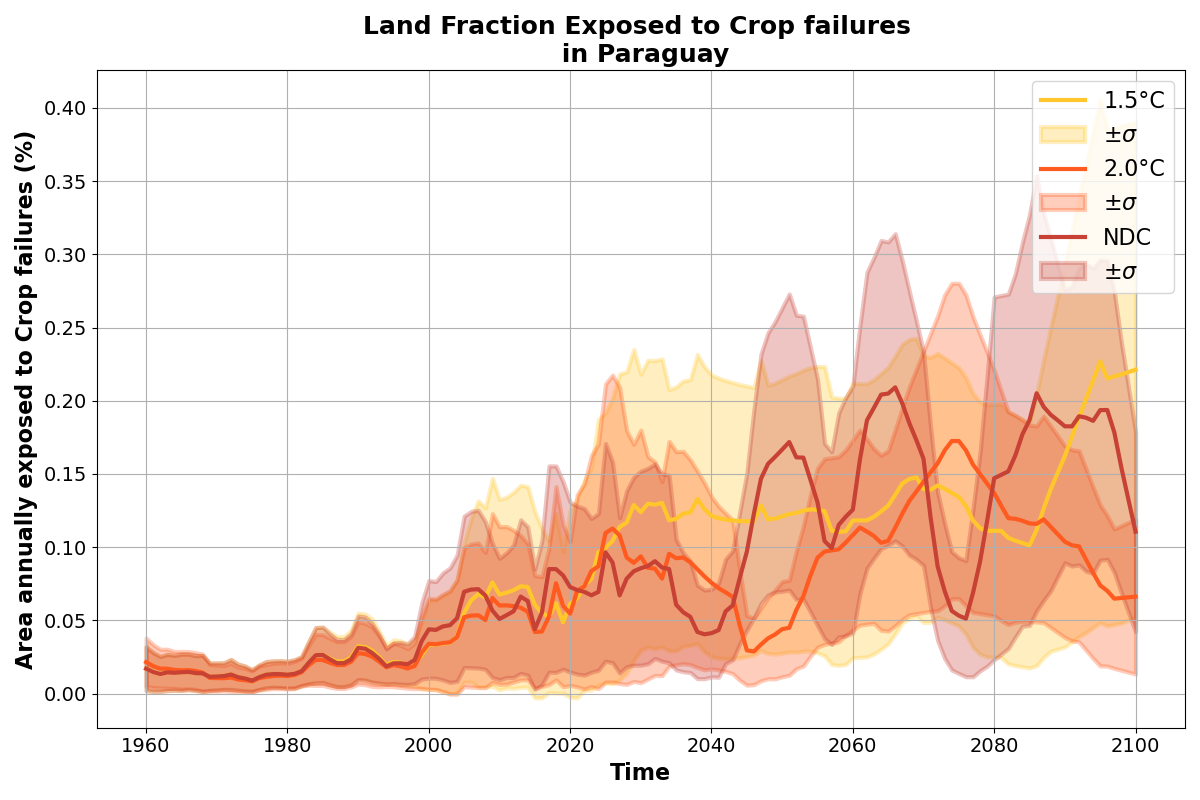 Land Fraction Exposed to Crop failures
in Paraguay
Area annually exposed to Crop failures (%)
0.40
0.35
0.30
0.25
0.20
0.15
0.10
0.05
0.00
1.5°C
±σ
2.0°C
±σ
NDC
±σ
1960
1980
2000
2020
2040
2060
2080
2100
Time